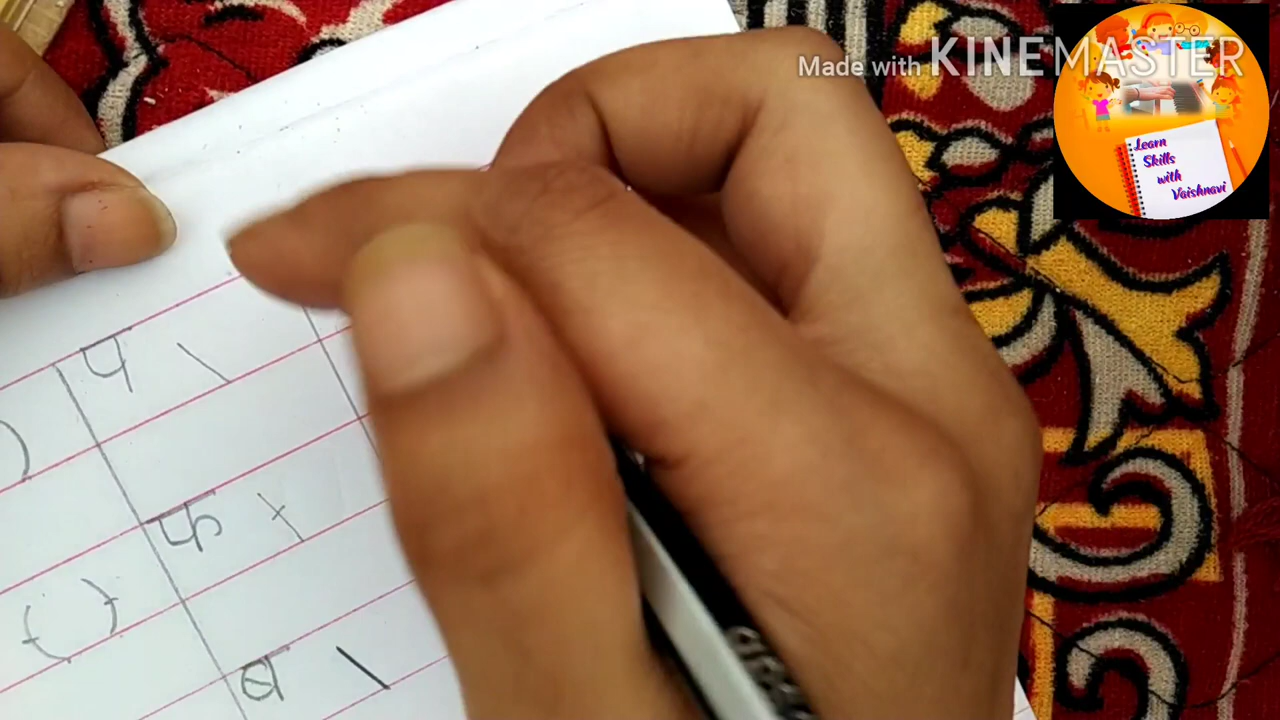 Made with KINEMASTER
Learn
Skills
with
Vaishnavi
प \
फ
ब \